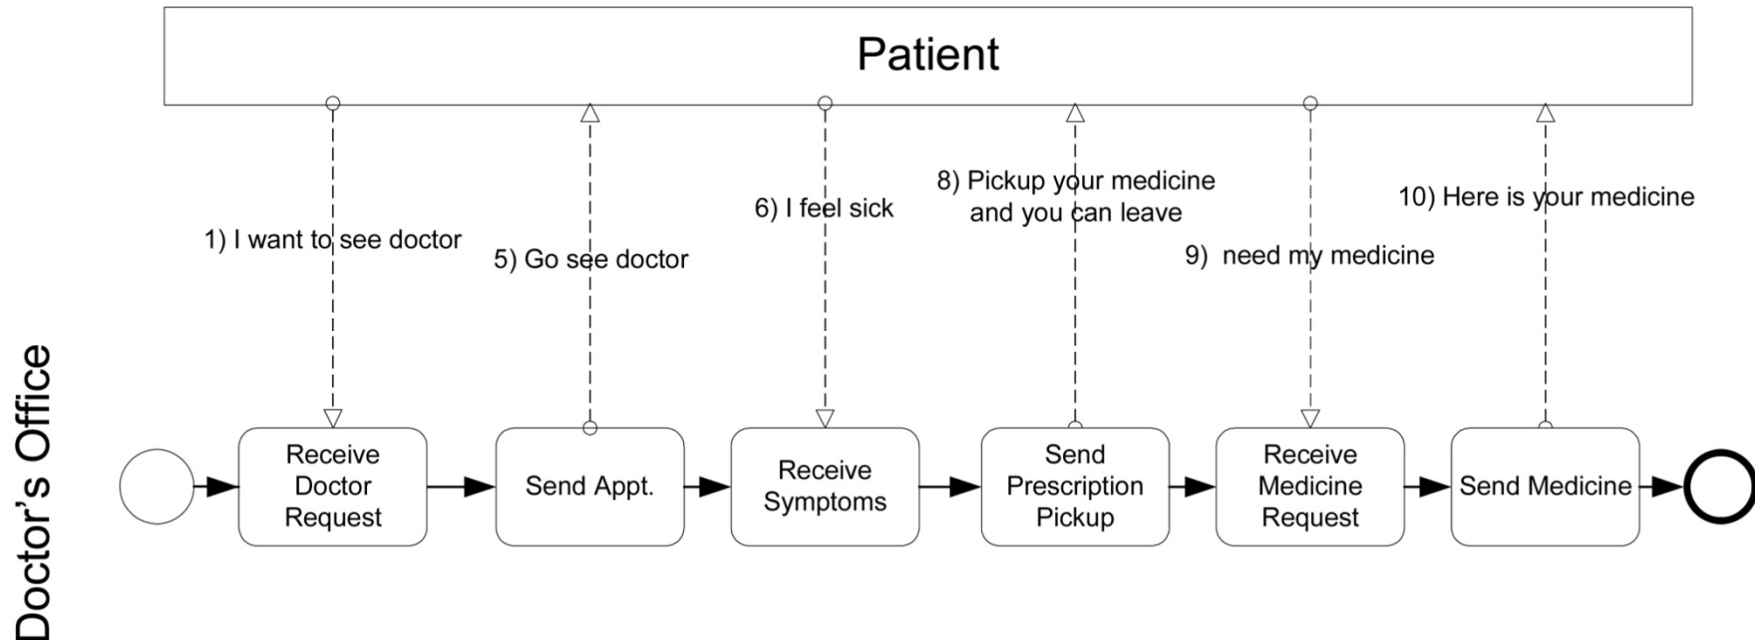 Patient
1) I want to see doctor
5) Go see doctor
6) I feel sick
8) Pickup your medicine
and you can leave
9)  need my medicine
10) Here is your medicine
Doctor's Office
Receive
Doctor
Request
Send Appt.
Receive
Symptoms
Send
Prescription
Pickup
Receive
Medicine
Request
Send Medicine